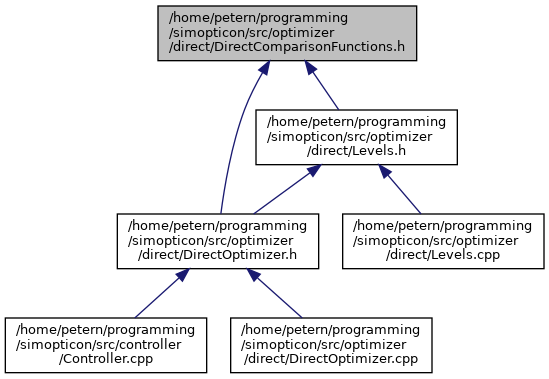 /home/petern/programming
/simopticon/src/optimizer
/direct/DirectComparisonFunctions.h
/home/petern/programming
/simopticon/src/optimizer
/direct/Levels.h
/home/petern/programming
/simopticon/src/optimizer
/direct/DirectOptimizer.h
/home/petern/programming
/simopticon/src/optimizer
/direct/Levels.cpp
/home/petern/programming
/simopticon/src/controller
/Controller.cpp
/home/petern/programming
/simopticon/src/optimizer
/direct/DirectOptimizer.cpp